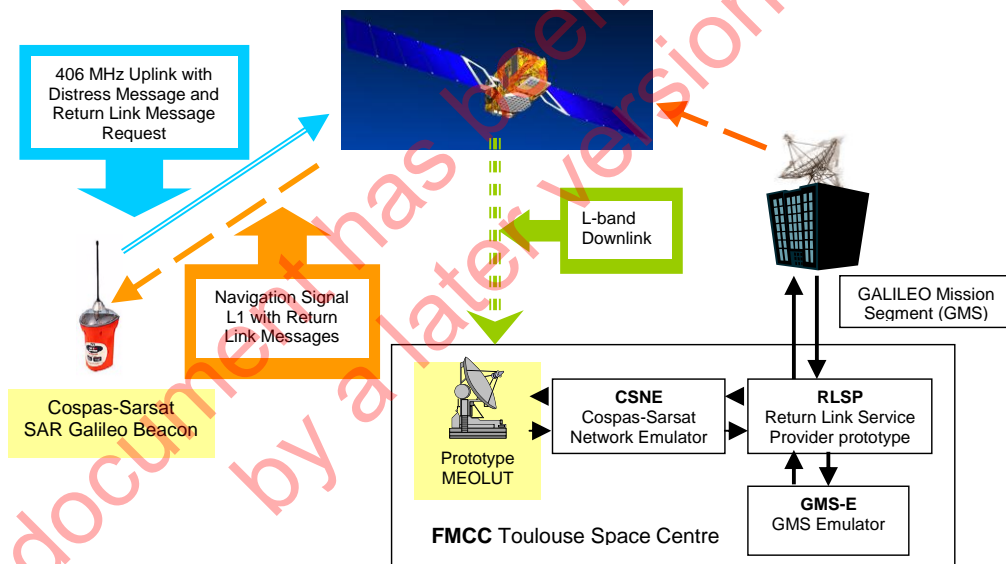 406 MHz Uplink with
Distress Message and
Return Link Message
Request
L-band
Downlink
Navigation Signal
L1 with Return
Link Messages
GALILEO Mission
Segment (GMS)
Cospas-Sarsat
SAR Galileo Beacon
Prototype
MEOLUT
CSNE
Cospas-Sarsat
Network Emulator
RLSP
Return Link Service
Provider prototype
GMS-E
GMS Emulator
FMCC Toulouse Space Centre
document has been
by a later version